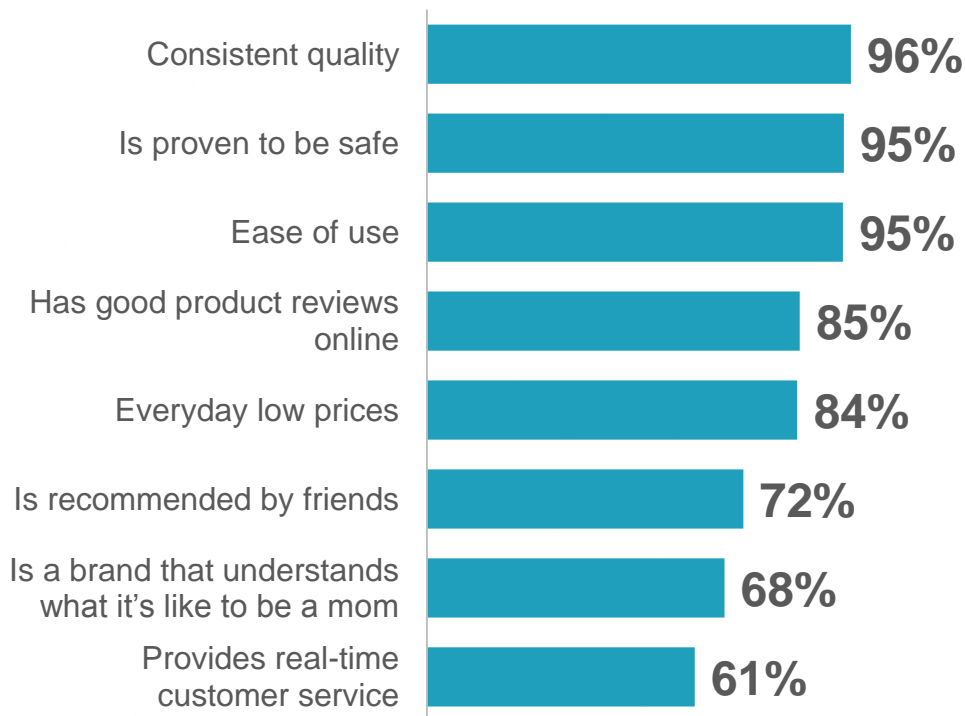 Consistent quality 96%
Is proven to be safe 95%
Ease of use 95%
Has good product reviews
online 85%
Everyday low prices 84%
Is recommended by friends 72%
Is a brand that understands
what it’s like to be a mom 68%
Provides real-time
customer service 61%